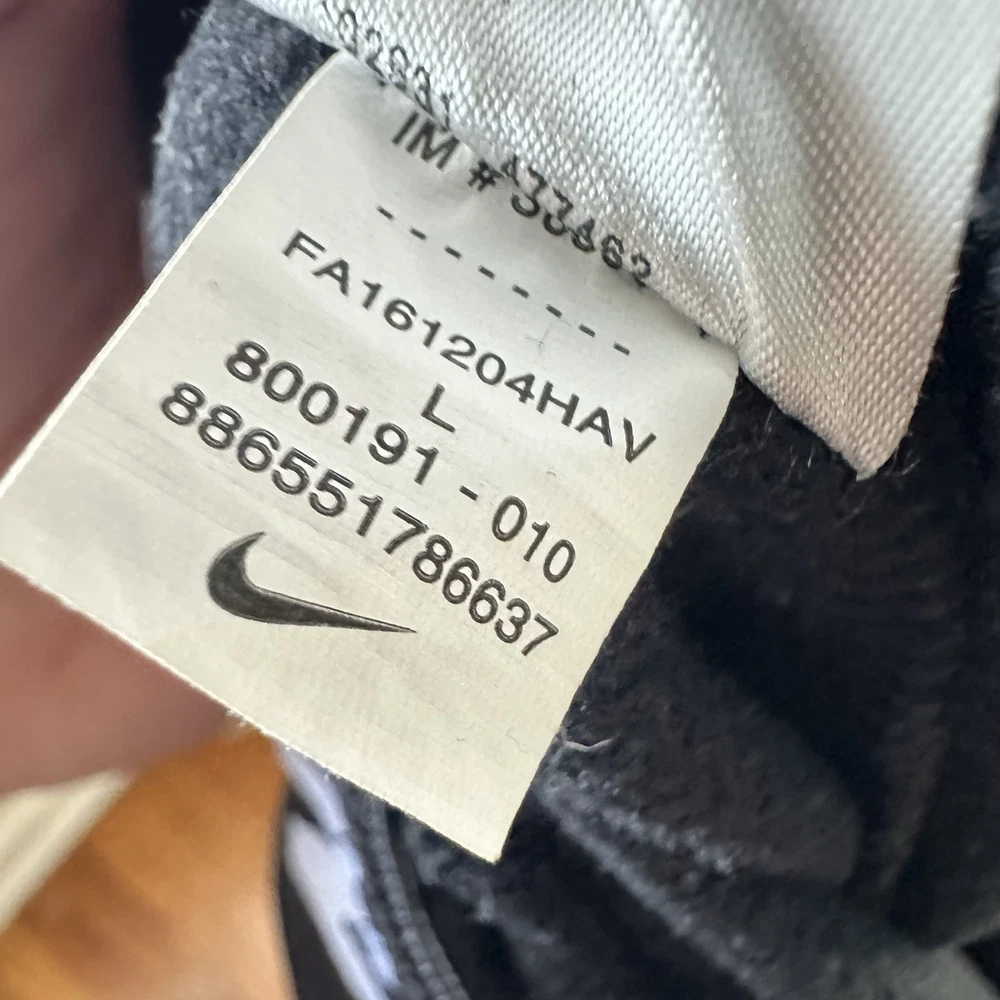 IM #
FA161204HAV
L
800191 - 010
886551786637